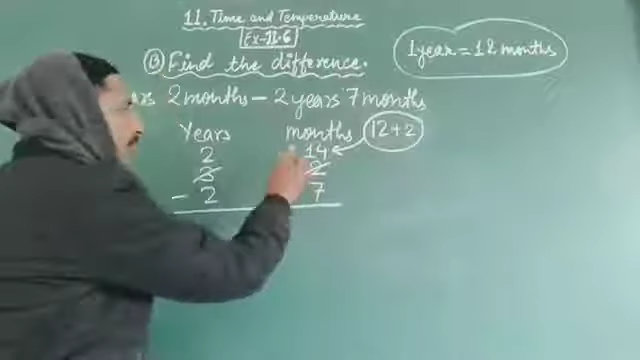 11. Time and Temperature
Ex-11.6
1 year = 12 months
B Find the difference.
2 months - 2 years 7 months
Years months 12+2
2 14
3 2
- 2 7